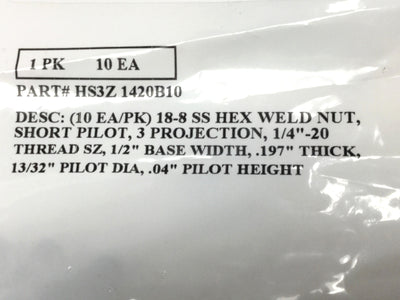 1 PK 10 EA
PART# HS3Z 1420B10
DESC: (10 EA/PK) 18-8 SS HEX WELD NUT,
SHORT PILOT, 3 PROJECTION, 1/4"-20
THREAD SZ, 1/2" BASE WIDTH, .197" THICK,
13/32" PILOT DIA, .04" PILOT HEIGHT